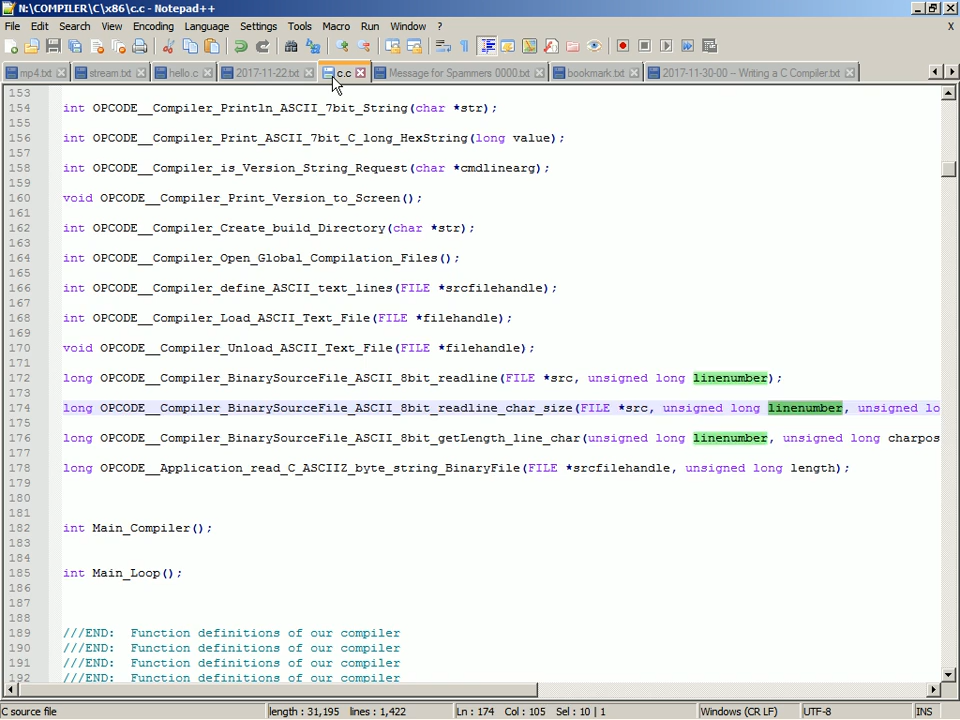 N:\COMPILER\C\x86\c.c - Notepad++
File Edit Search View Encoding Language Settings Tools Macro Run Window ? X
mp4.txt stream.txt hello.c 2017-11-22.txt c.c Message for Spammers 0000.txt bookmark.txt 2017-11-30-00 -- Writing a C Compiler.txt
153
154 int OPCODE__Compiler_Println_ASCII_7bit_String(char *str);
155
156 int OPCODE__Compiler_Print_ASCII_7bit_C_long_HexString(long value);
157
158 int OPCODE__Compiler_is_Version_String_Request(char *cmdlinearg);
159
160 void OPCODE__Compiler_Print_Version_to_Screen();
161
162 int OPCODE__Compiler_Create_build_Directory(char *str);
163
164 int OPCODE__Compiler_Open_Global_Compilation_Files();
165
166 int OPCODE__Compiler_define_ASCII_text_lines(FILE *srcfilehandle);
167
168 int OPCODE__Compiler_Load_ASCII_Text_File(FILE *filehandle);
169
170 void OPCODE__Compiler_Unload_ASCII_Text_File(FILE *filehandle);
171
172 long OPCODE__Compiler_BinarySourceFile_ASCII_8bit_readline(FILE *src, unsigned long linenumber);
173
174 long OPCODE__Compiler_BinarySourceFile_ASCII_8bit_readline_char_size(FILE *src, unsigned long linenumber, unsigned lo
175
176 long OPCODE__Compiler_BinarySourceFile_ASCII_8bit_getLength_line_char(unsigned long linenumber, unsigned long charpos
177
178 long OPCODE__Application_read_C_ASCIIZ_byte_string_BinaryFile(FILE *srcfilehandle, unsigned long length);
179
180
181
182 int Main_Compiler();
183
184
185 int Main_Loop();
186
187
188
189 ///END: Function definitions of our compiler
190 ///END: Function definitions of our compiler
191 ///END: Function definitions of our compiler
192 ///END: Function definitions of our compiler
C source file length : 31,195 lines : 1,422 Ln : 174 Col : 105 Sel : 10 | 1 Windows (CR LF) UTF-8 INS